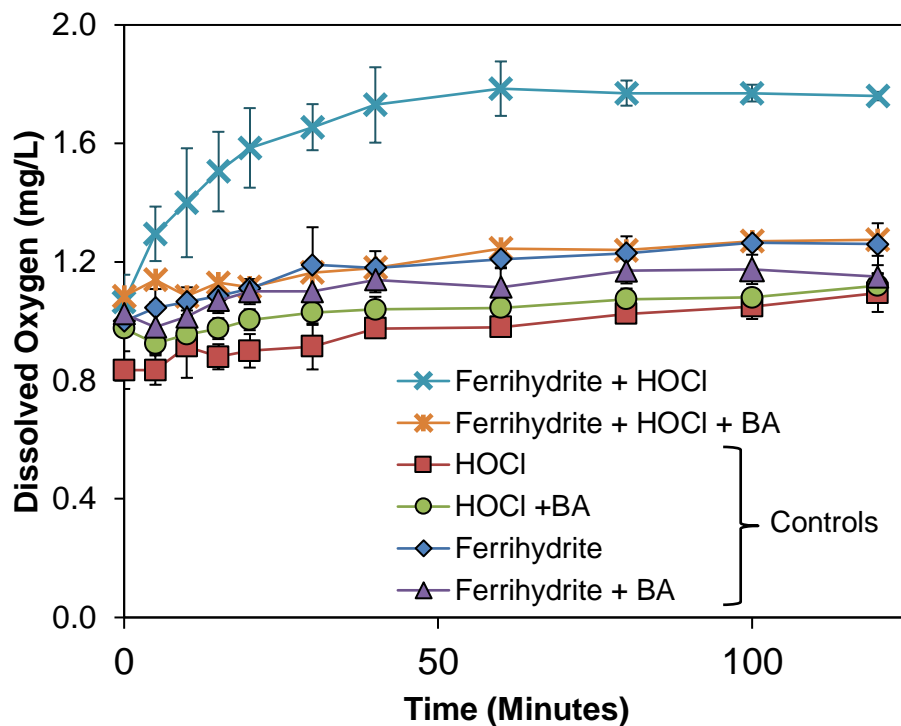 2.0
1.6
1.2
0.8
0.4
0.0
Dissolved Oxygen (mg/L)
Ferrihydrite + HOCl
Ferrihydrite + HOCl + BA
HOCl
HOCl +BA
Ferrihydrite
Ferrihydrite + BA
Controls
0 50 100
Time (Minutes)